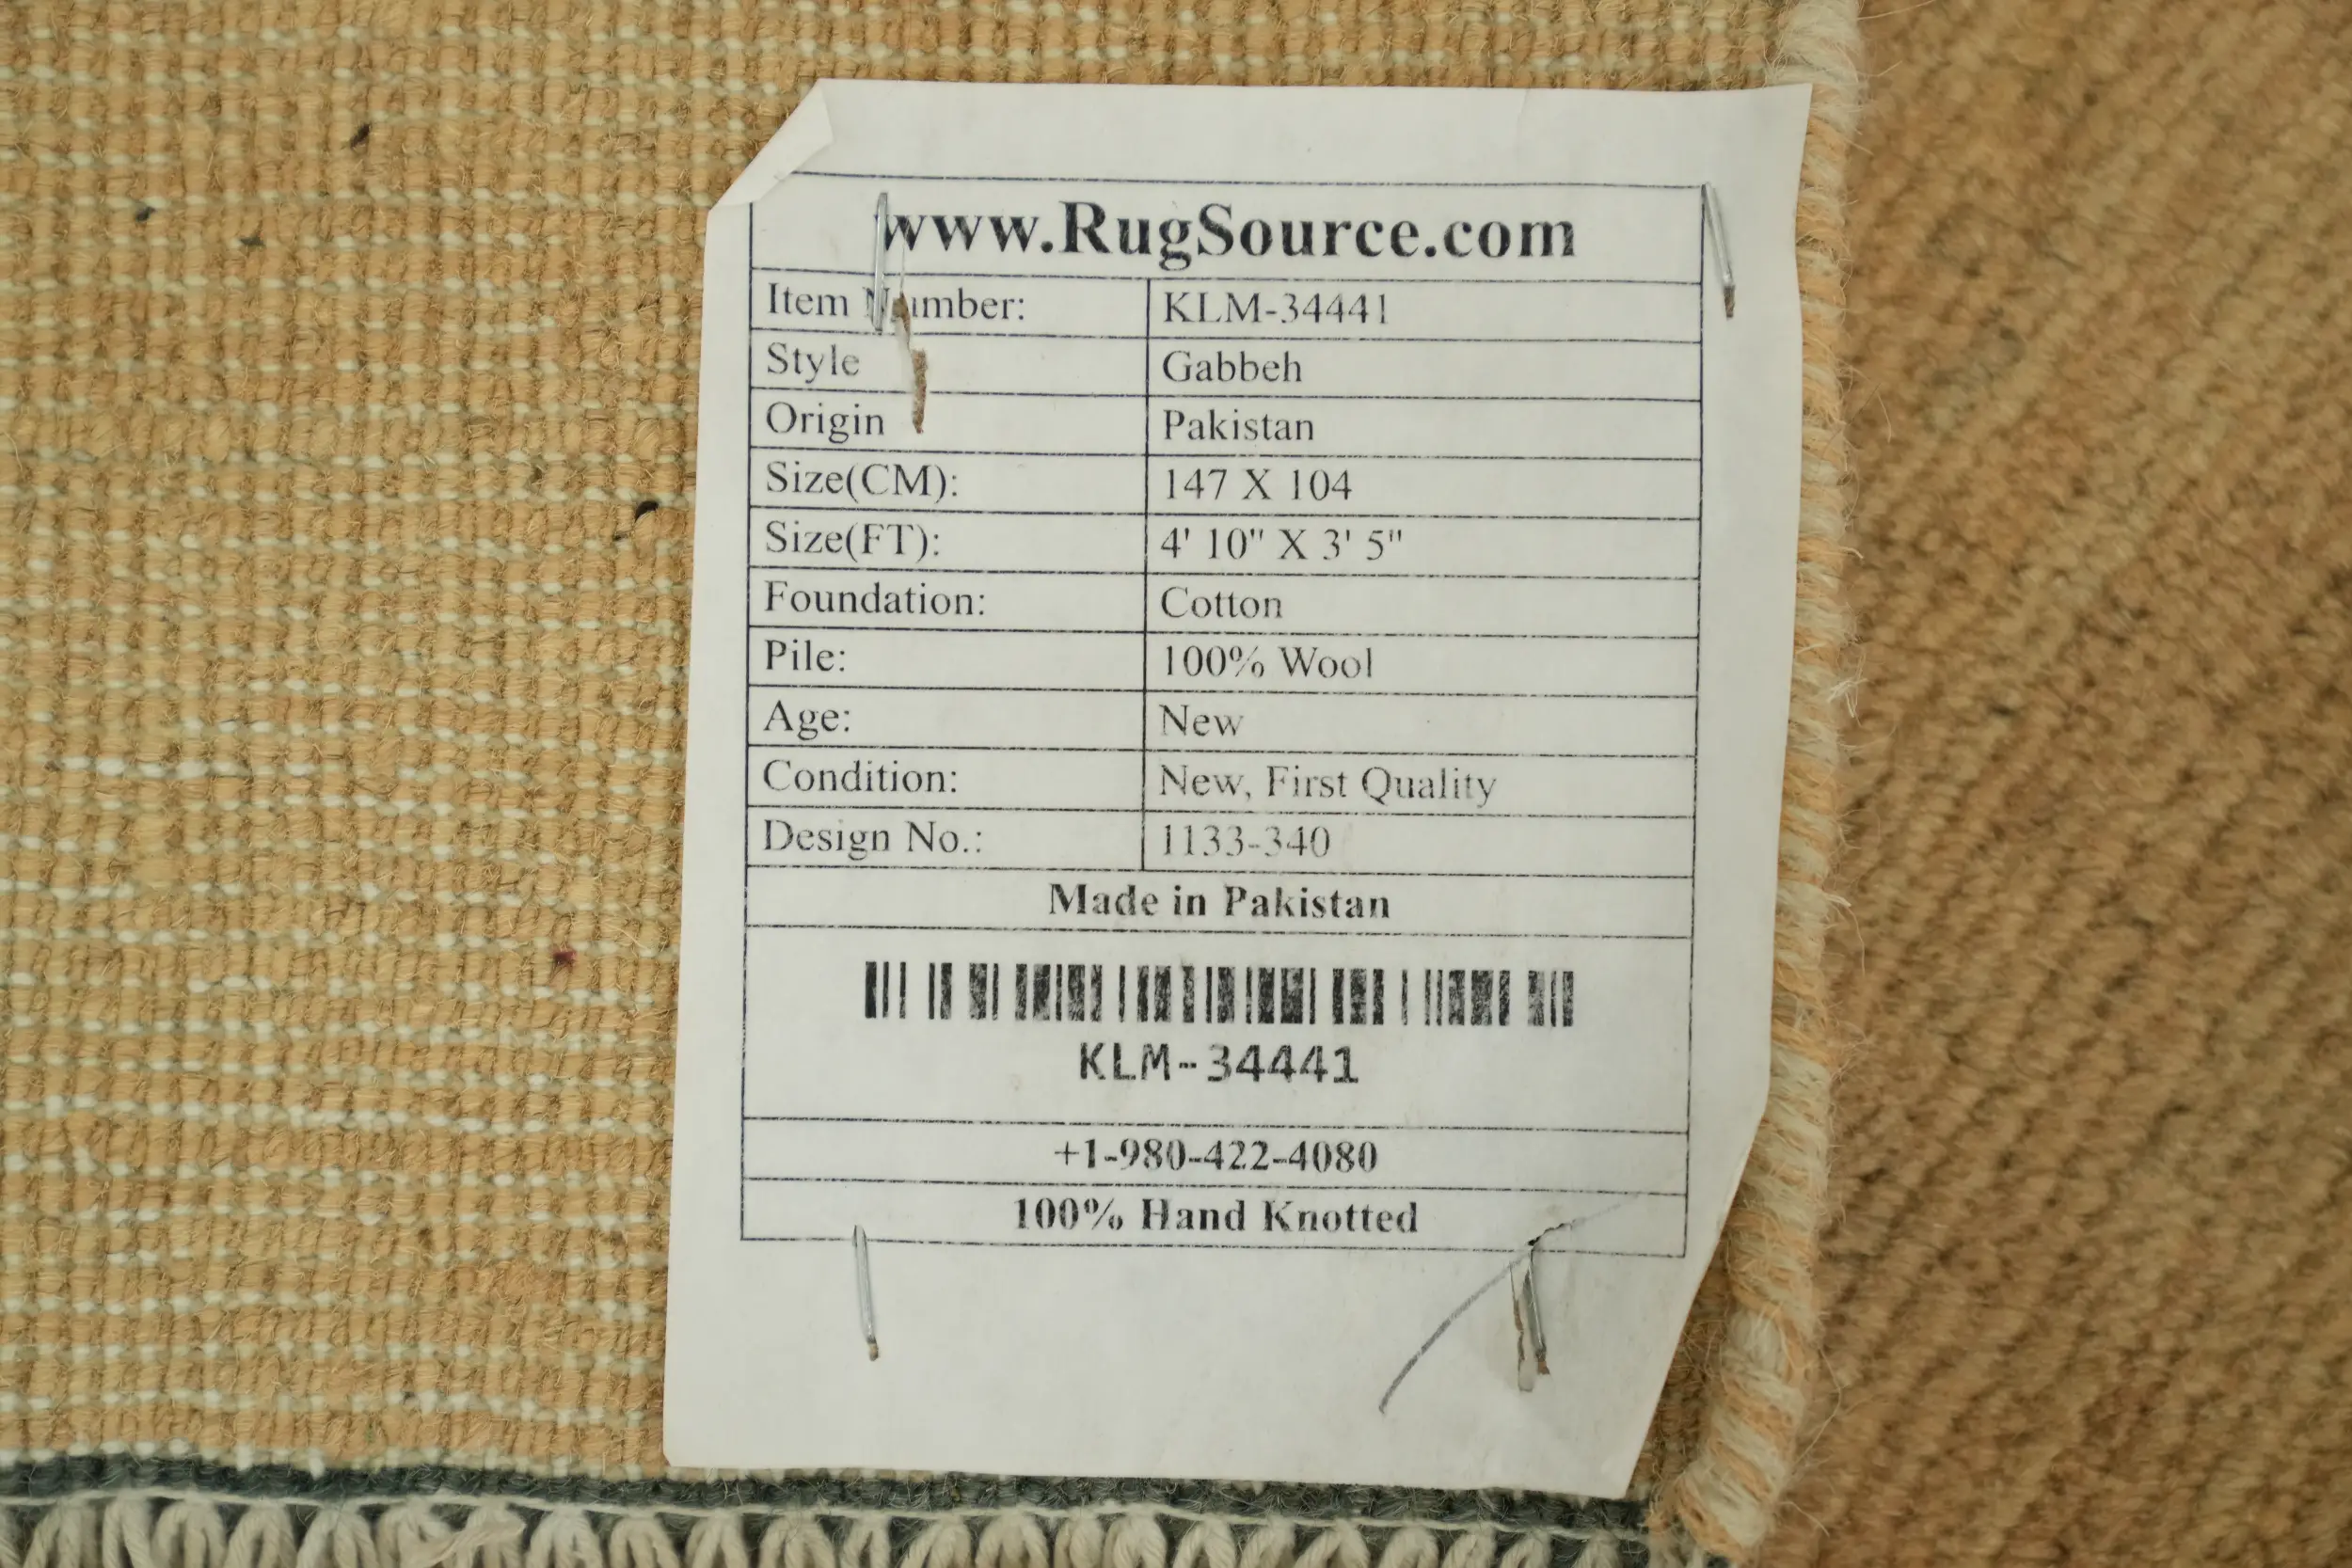 www.RugSource.com
Item Number: KLM-34441
Style Gabbeh
Origin Pakistan
Size(CM): 147 X 104
Size(FT): 4' 10" X 3' 5"
Foundation: Cotton
Pile: 100% Wool
Age: New
Condition: New, First Quality
Design No.: 1133-340
Made in Pakistan
KLM-34441
+1-980-422-4080
100% Hand Knotted